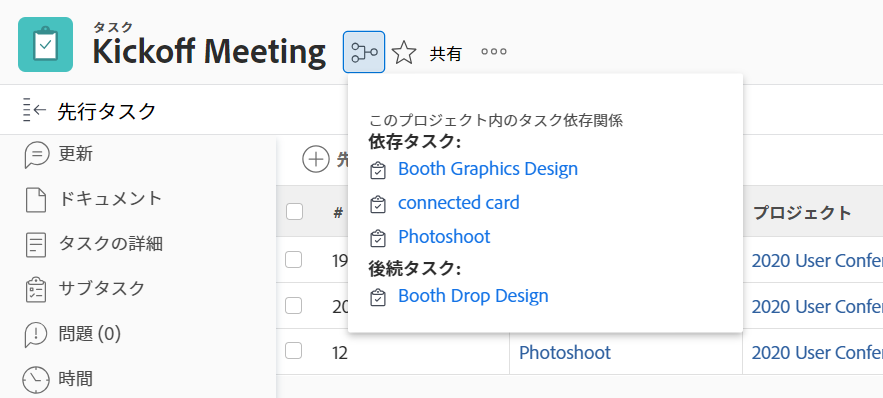 タスク
Kickoff Meeting
共有
先行タスク
このプロジェクト内のタスク依存関係
依存タスク:
Booth Graphics Design
connected card
Photoshoot
後続タスク:
Booth Drop Design
更新
ドキュメント
タスクの詳細
サブタスク
問題 (0)
時間
#
プロジェクト
19
2020 User Confer
20
2020 User Confer
12
Photoshoot
2020 User Confer